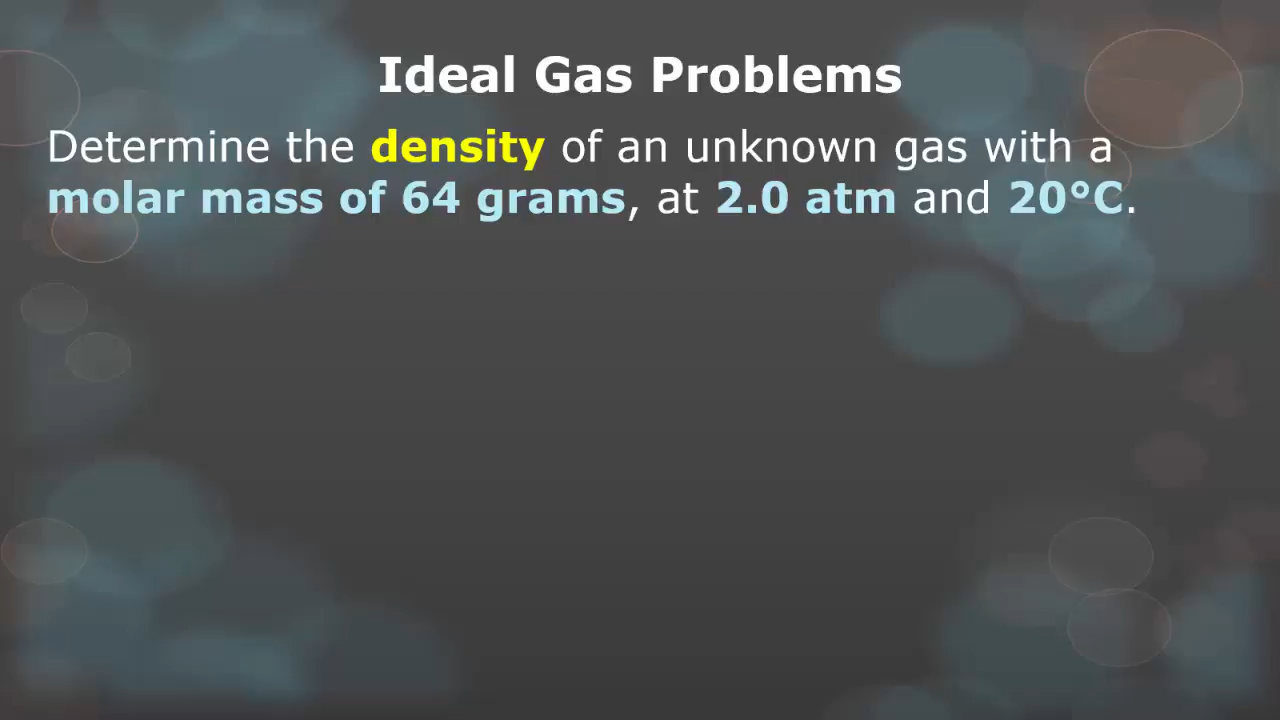 Ideal Gas Problems
Determine the density of an unknown gas with a
molar mass of 64 grams, at 2.0 atm and 20°C.